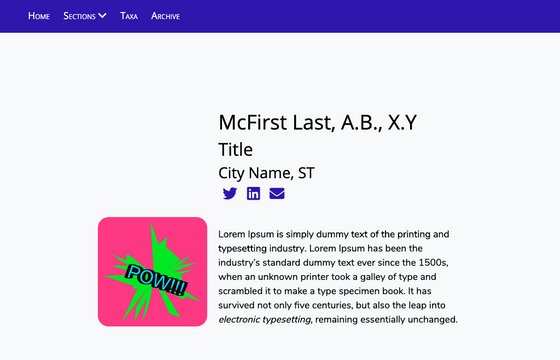 Home Sections Taxa Archive
McFirst Last, A.B., X.Y
Title
City Name, ST
POW!!!
Lorem Ipsum is simply dummy text of the printing and
typesetting industry. Lorem Ipsum has been the
industry's standard dummy text ever since the 1500s,
when an unknown printer took a galley of type and
scrambled it to make a type specimen book. It has
survived not only five centuries, but also the leap into
electronic typesetting, remaining essentially unchanged.